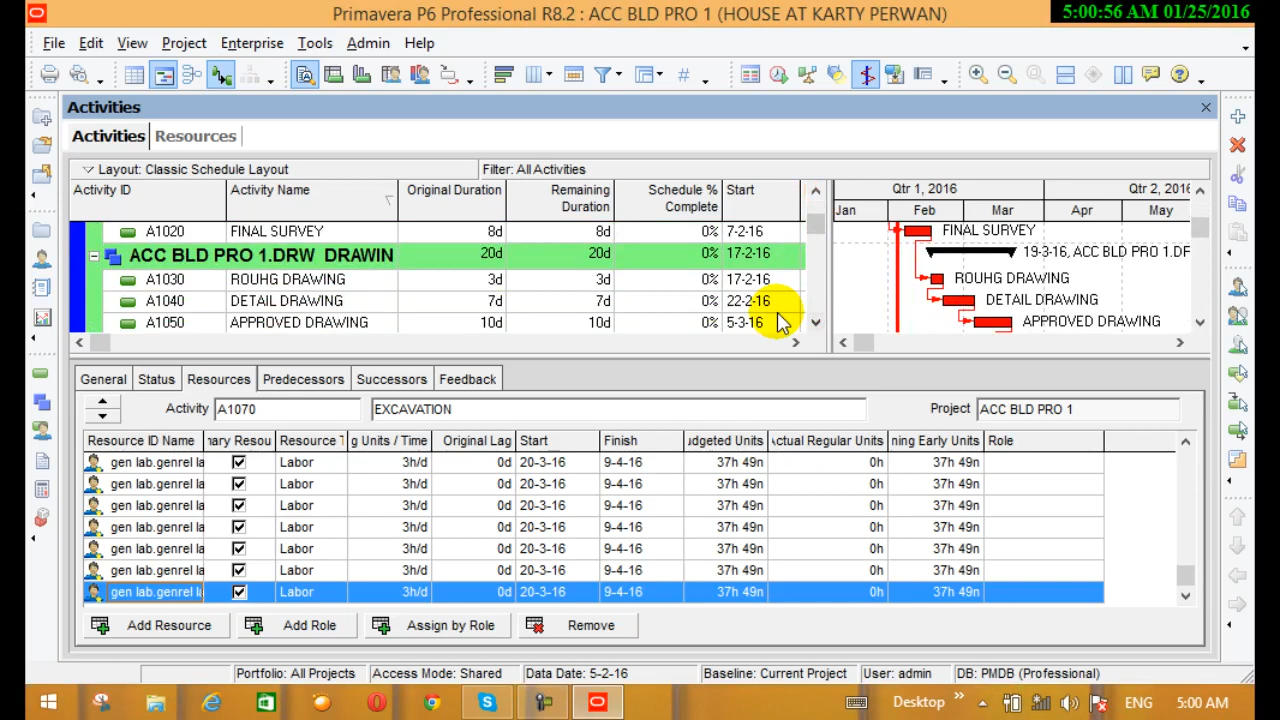 Primavera P6 Professional R8.2 : ACC BLD PRO 1 (HOUSE AT KARTY PERWAN)
5:00:56 AM 01/25/2016
File Edit View Project Enterprise Tools Admin Help
Activities
Activities Resources
Layout: Classic Schedule Layout Filter: All Activities
Activity ID Activity Name Original Duration Remaining Duration Schedule % Complete Start
Qtr 1, 2016 Qtr 2, 2016
Jan Feb Mar Apr May
A1020 FINAL SURVEY 8d 8d 0% 7-2-16 FINAL SURVEY
ACC BLD PRO 1.DRW DRAWIN 20d 20d 0% 17-2-16 19-3-16, ACC BLD PRO 1.DF
A1030 ROUHG DRAWING 3d 3d 0% 17-2-16 ROUHG DRAWING
A1040 DETAIL DRAWING 7d 7d 0% 22-2-16 DETAIL DRAWING
A1050 APPROVED DRAWING 10d 10d 0% 5-3-16 APPROVED DRAWING
General Status Resources Predecessors Successors Feedback
Activity A1070 EXCAVATION Project ACC BLD PRO 1
Resource ID Name nary Resou Resource T g Units / Time Original Lag Start Finish udgeted Units ctual Regular Units ning Early Units Role
gen lab.genrel la Labor 3h/d 0d 20-3-16 9-4-16 37h 49n 0h 37h 49n
gen lab.genrel la Labor 3h/d 0d 20-3-16 9-4-16 37h 49n 0h 37h 49n
gen lab.genrel la Labor 3h/d 0d 20-3-16 9-4-16 37h 49n 0h 37h 49n
gen lab.genrel la Labor 3h/d 0d 20-3-16 9-4-16 37h 49n 0h 37h 49n
gen lab.genrel la Labor 3h/d 0d 20-3-16 9-4-16 37h 49n 0h 37h 49n
gen lab.genrel la Labor 3h/d 0d 20-3-16 9-4-16 37h 49n 0h 37h 49n
gen lab.genrel la Labor 3h/d 0d 20-3-16 9-4-16 37h 49n 0h 37h 49n
Add Resource Add Role Assign by Role Remove
Portfolio: All Projects Access Mode: Shared Data Date: 5-2-16 Baseline: Current Project User: admin DB: PMDB (Professional)
Desktop ENG 5:00 AM